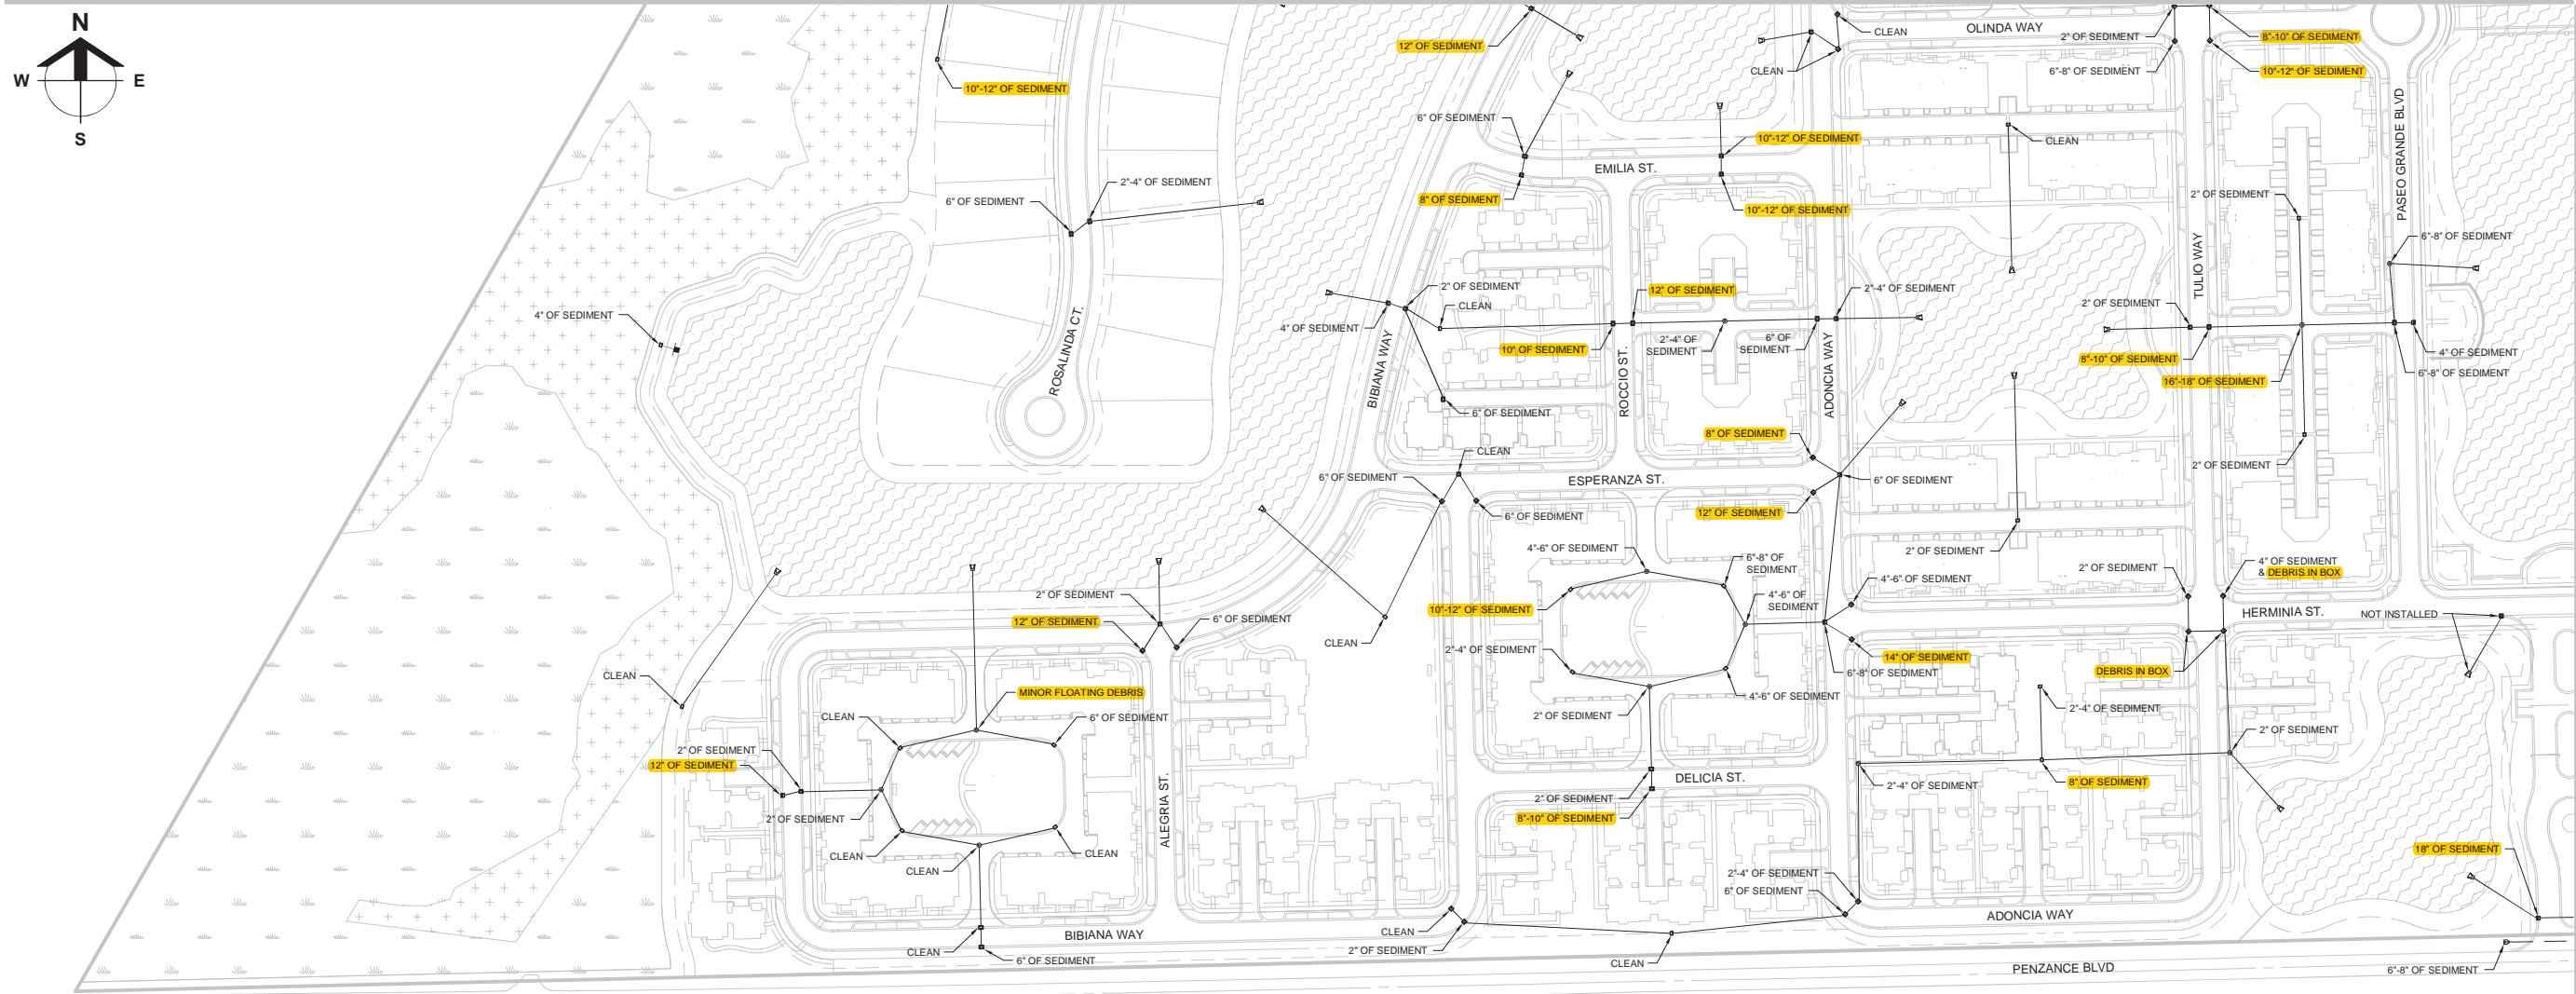 N
W
E
S
12" OF SEDIMENT
CLEAN
OLINDA WAY
2" OF SEDIMENT
8"-10" OF SEDIMENT
CLEAN
6"-8" OF SEDIMENT
10"-12" OF SEDIMENT
10"-12" OF SEDIMENT
6" OF SEDIMENT
10"-12" OF SEDIMENT
CLEAN
PASEO GRANDE BLVD
EMILIA ST.
2"-4" OF SEDIMENT
6" OF SEDIMENT
8" OF SEDIMENT
10"-12" OF SEDIMENT
2" OF SEDIMENT
6"-8" OF SEDIMENT
TULIO WAY
2" OF SEDIMENT
CLEAN
12" OF SEDIMENT
2"-4" OF SEDIMENT
2" OF SEDIMENT
4" OF SEDIMENT
4" OF SEDIMENT
ROSALINDA CT.
BIBIANA WAY
10" OF SEDIMENT
ROCCIO ST.
2"-4" OF
SEDIMENT
6" OF
SEDIMENT
ADONCIA WAY
8"-10" OF SEDIMENT
4" OF SEDIMENT
16"-18" OF SEDIMENT
6"-8" OF SEDIMENT
6" OF SEDIMENT
8" OF SEDIMENT
CLEAN
2" OF SEDIMENT
6" OF SEDIMENT
ESPERANZA ST.
6" OF SEDIMENT
6" OF SEDIMENT
12" OF SEDIMENT
4"-6" OF SEDIMENT
6"-8" OF
SEDIMENT
2" OF SEDIMENT
2" OF SEDIMENT
4" OF SEDIMENT
& DEBRIS IN BOX
4"-6" OF SEDIMENT
2" OF SEDIMENT
10"-12" OF SEDIMENT
4"-6" OF
SEDIMENT
HERMINIA ST.
NOT INSTALLED
12" OF SEDIMENT
6" OF SEDIMENT
CLEAN
2"-4" OF SEDIMENT
14" OF SEDIMENT
6"-8" OF SEDIMENT
DEBRIS IN BOX
CLEAN
MINOR FLOATING DEBRIS
4"-6" OF SEDIMENT
2"-4" OF SEDIMENT
CLEAN
6" OF SEDIMENT
2" OF SEDIMENT
2" OF SEDIMENT
2" OF SEDIMENT
12" OF SEDIMENT
DELICIA ST.
8" OF SEDIMENT
2"-4" OF SEDIMENT
2" OF SEDIMENT
2" OF SEDIMENT
8"-10" OF SEDIMENT
ALEGRIA ST.
CLEAN
CLEAN
CLEAN
18" OF SEDIMENT
2"-4" OF SEDIMENT
6" OF SEDIMENT
ADONCIA WAY
CLEAN
BIBIANA WAY
CLEAN
2" OF SEDIMENT
6" OF SEDIMENT
CLEAN
PENZANCE BLVD
6"-8" OF SEDIMENT